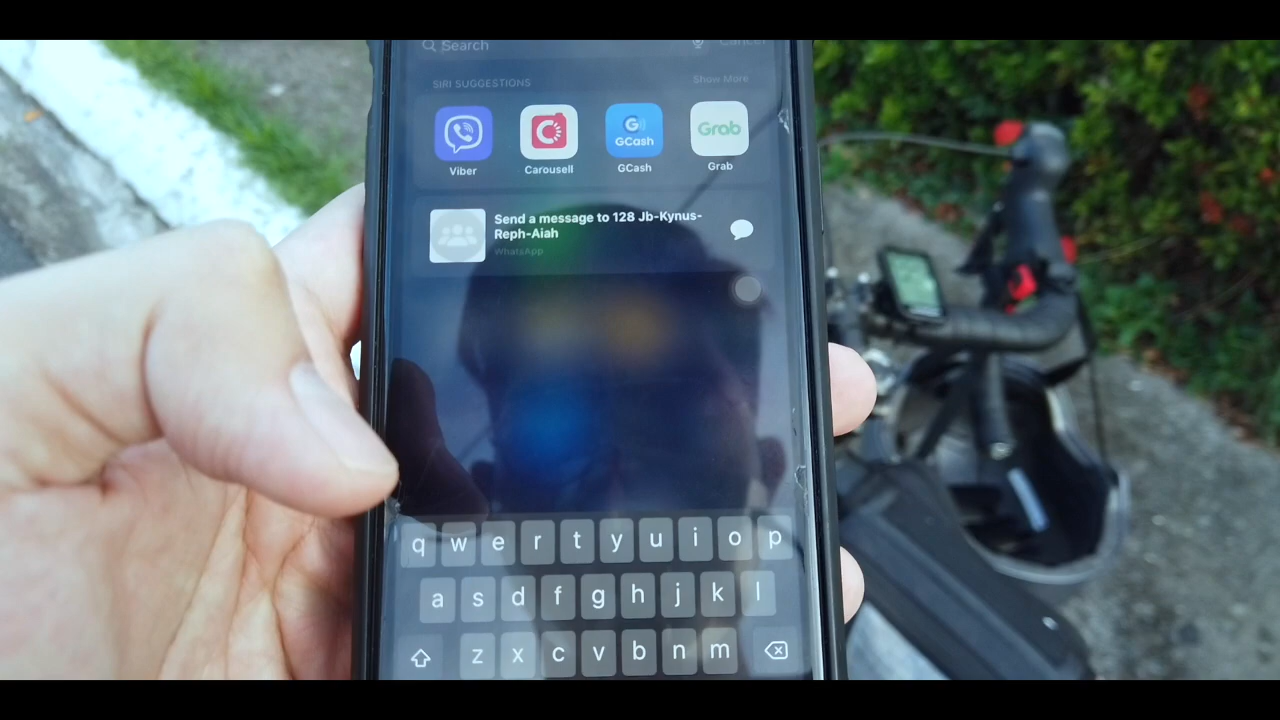 Search
Cancel
SIRI SUGGESTIONS
Show More
G
GCash
Grab
Viber
Carousell
GCash
Grab
Send a message to 128 Jb-Kynus-
Reph-Aiah
WhatsApp
q w e r t y u i o p
a s d f g h j k l
z x c v b n m